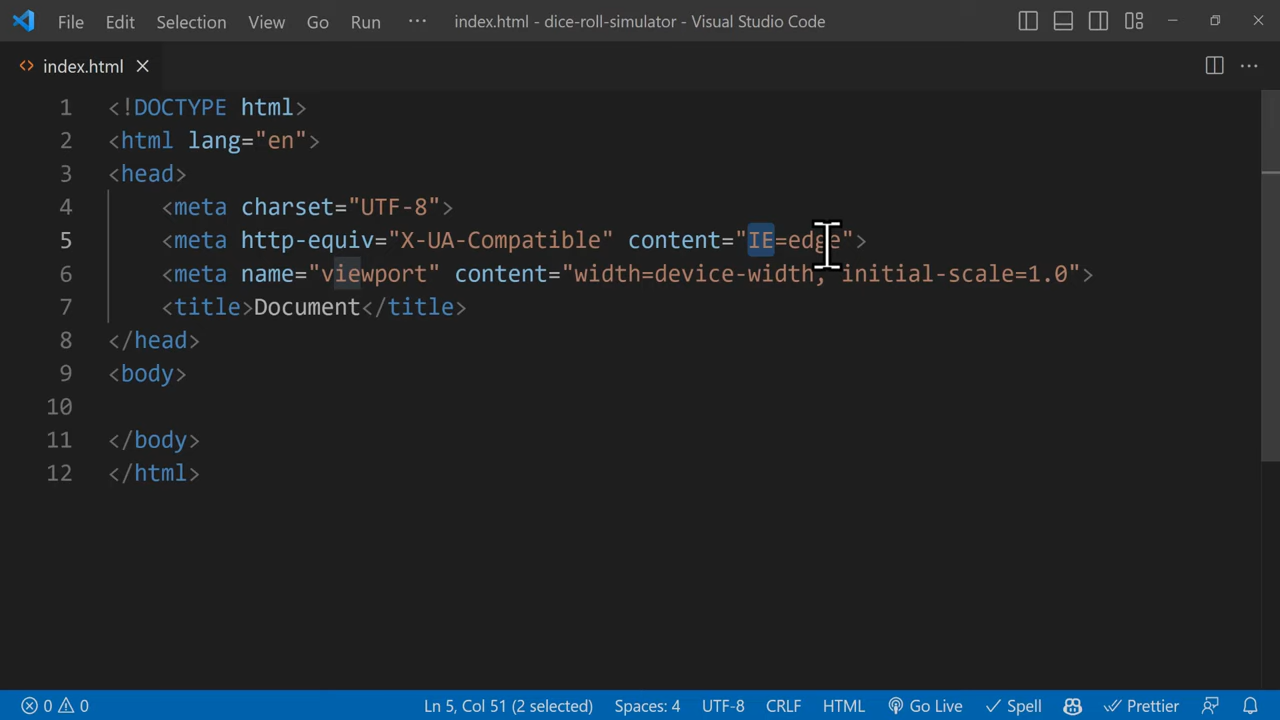 File Edit Selection View Go Run ··· index.html - dice-roll-simulator - Visual Studio Code
index.html
1 <!DOCTYPE html>
2 <html lang="en">
3 <head>
4 <meta charset="UTF-8">
5 <meta http-equiv="X-UA-Compatible" content="IE=edge">
6 <meta name="viewport" content="width=device-width, initial-scale=1.0">
7 <title>Document</title>
8 </head>
9 <body>
10
11 </body>
12 </html>
0 0 Ln 5, Col 51 (2 selected) Spaces: 4 UTF-8 CRLF HTML Go Live Spell Prettier